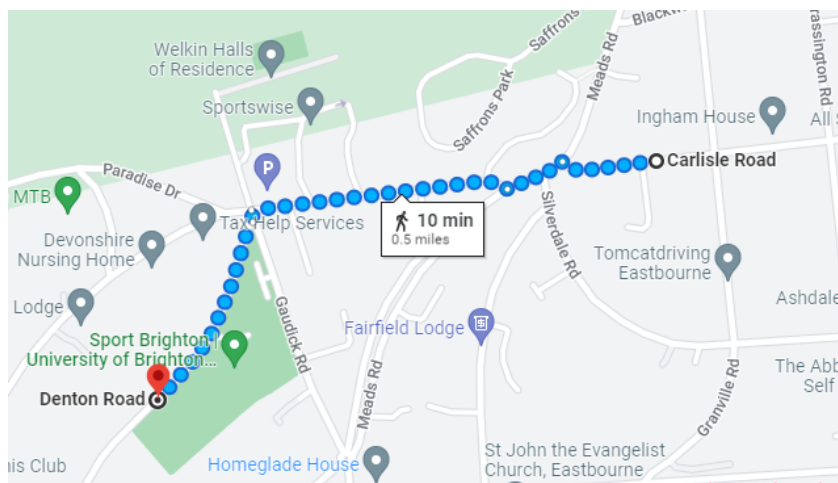 Welkin Halls
of Residence
Saffrons
Blackw
rassington Rd
Meads Rd
Sportswise
Saffrons Park
Ingham House
All S
P
Carlisle Road
Paradise Dr
MTB
10 min
0.5 miles
Tax Help Services
Silverdale Rd
Devonshire
Nursing Home
Tomcatdriving
Eastbourne
Lodge
Gaudick Rd
Ashdale
Fairfield Lodge
Sport Brighton |
University of Brighton...
The Abb
Self
Denton Road
Meads Rd
Granville Rd
St John the Evangelist
Church, Eastbourne
nis Club
Homeglade House